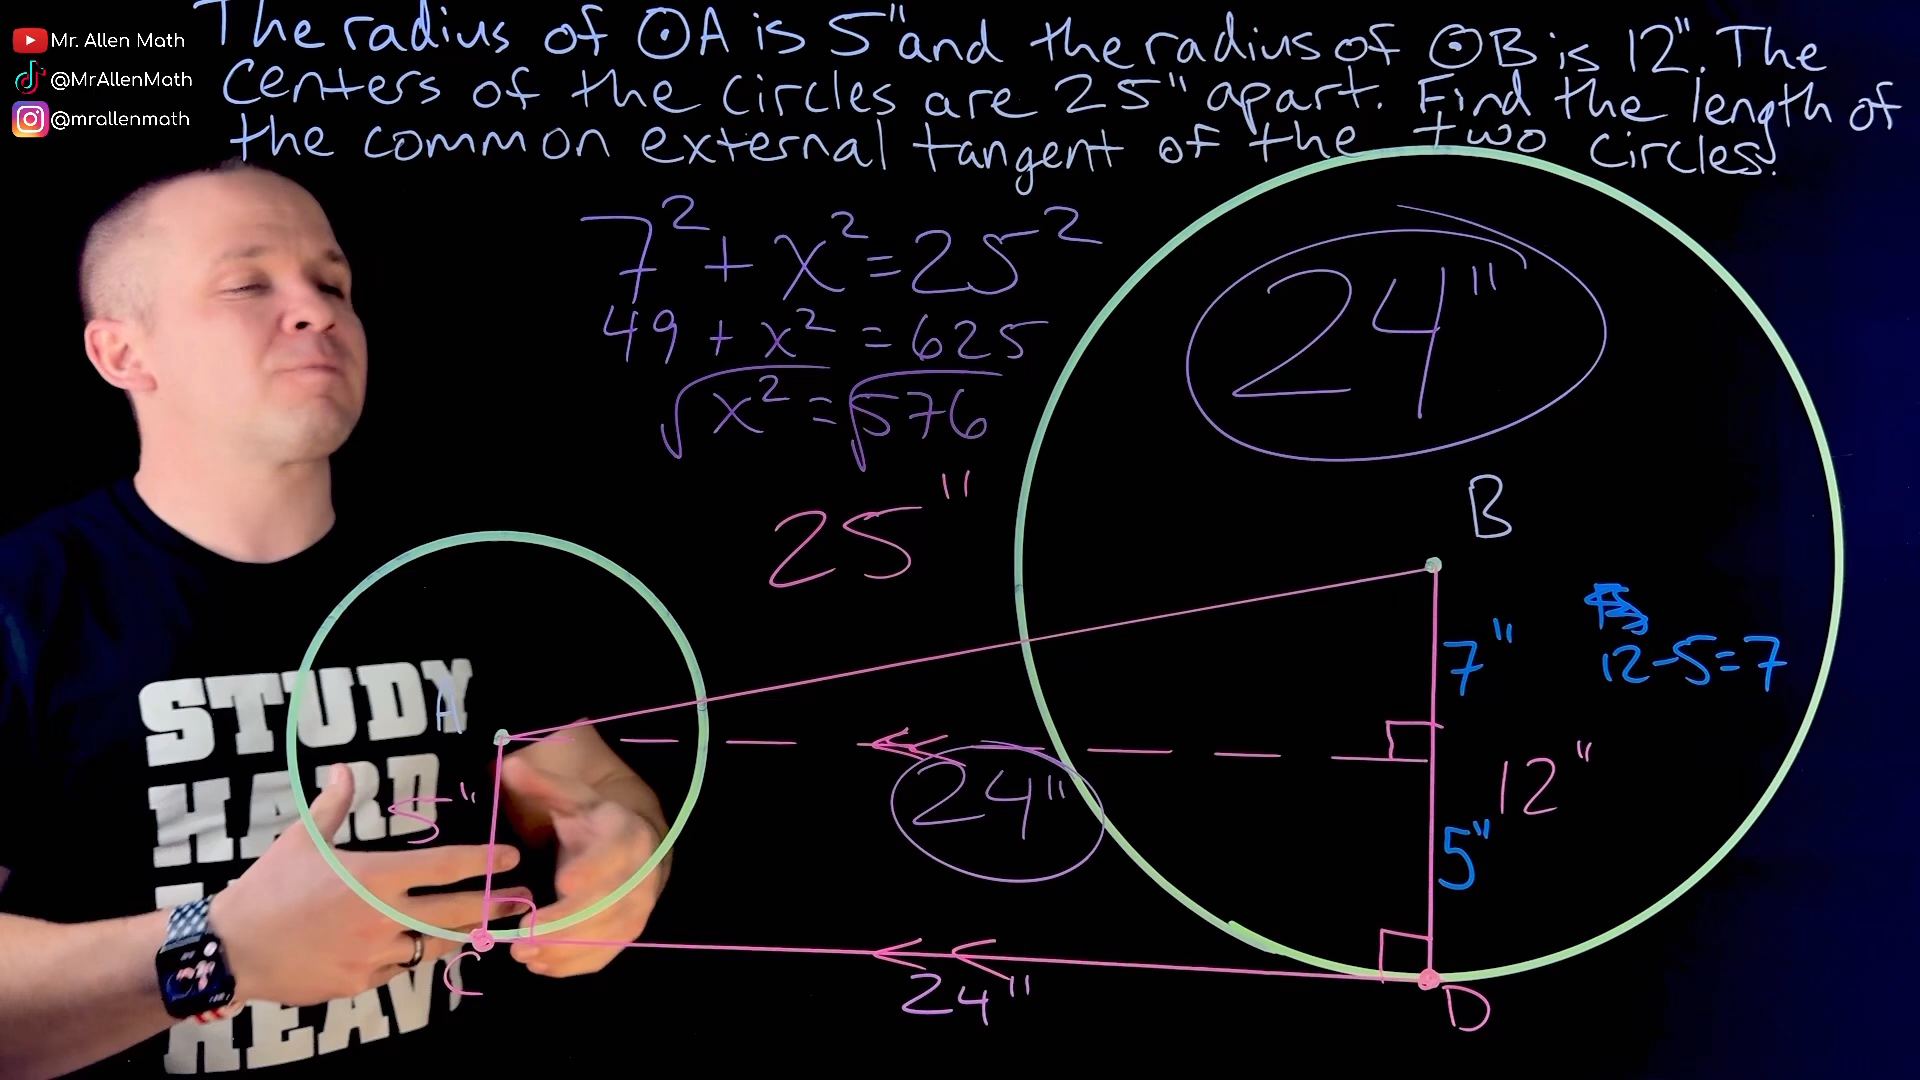 Mr. Allen Math
@MrAllenMath
@mrallenmath
The radius of ⊙A is 5" and the radius of ⊙B is 12". The
centers of the circles are 25" apart. Find the length of
the common external tangent of the two circles.
7² + x² = 25²
49 + x² = 625
√x² = √576
24"
25"
B
7"
12-5=7
A
5"
24"
12"
5"
C
24"
D
STUDY
HARD
HEAVY